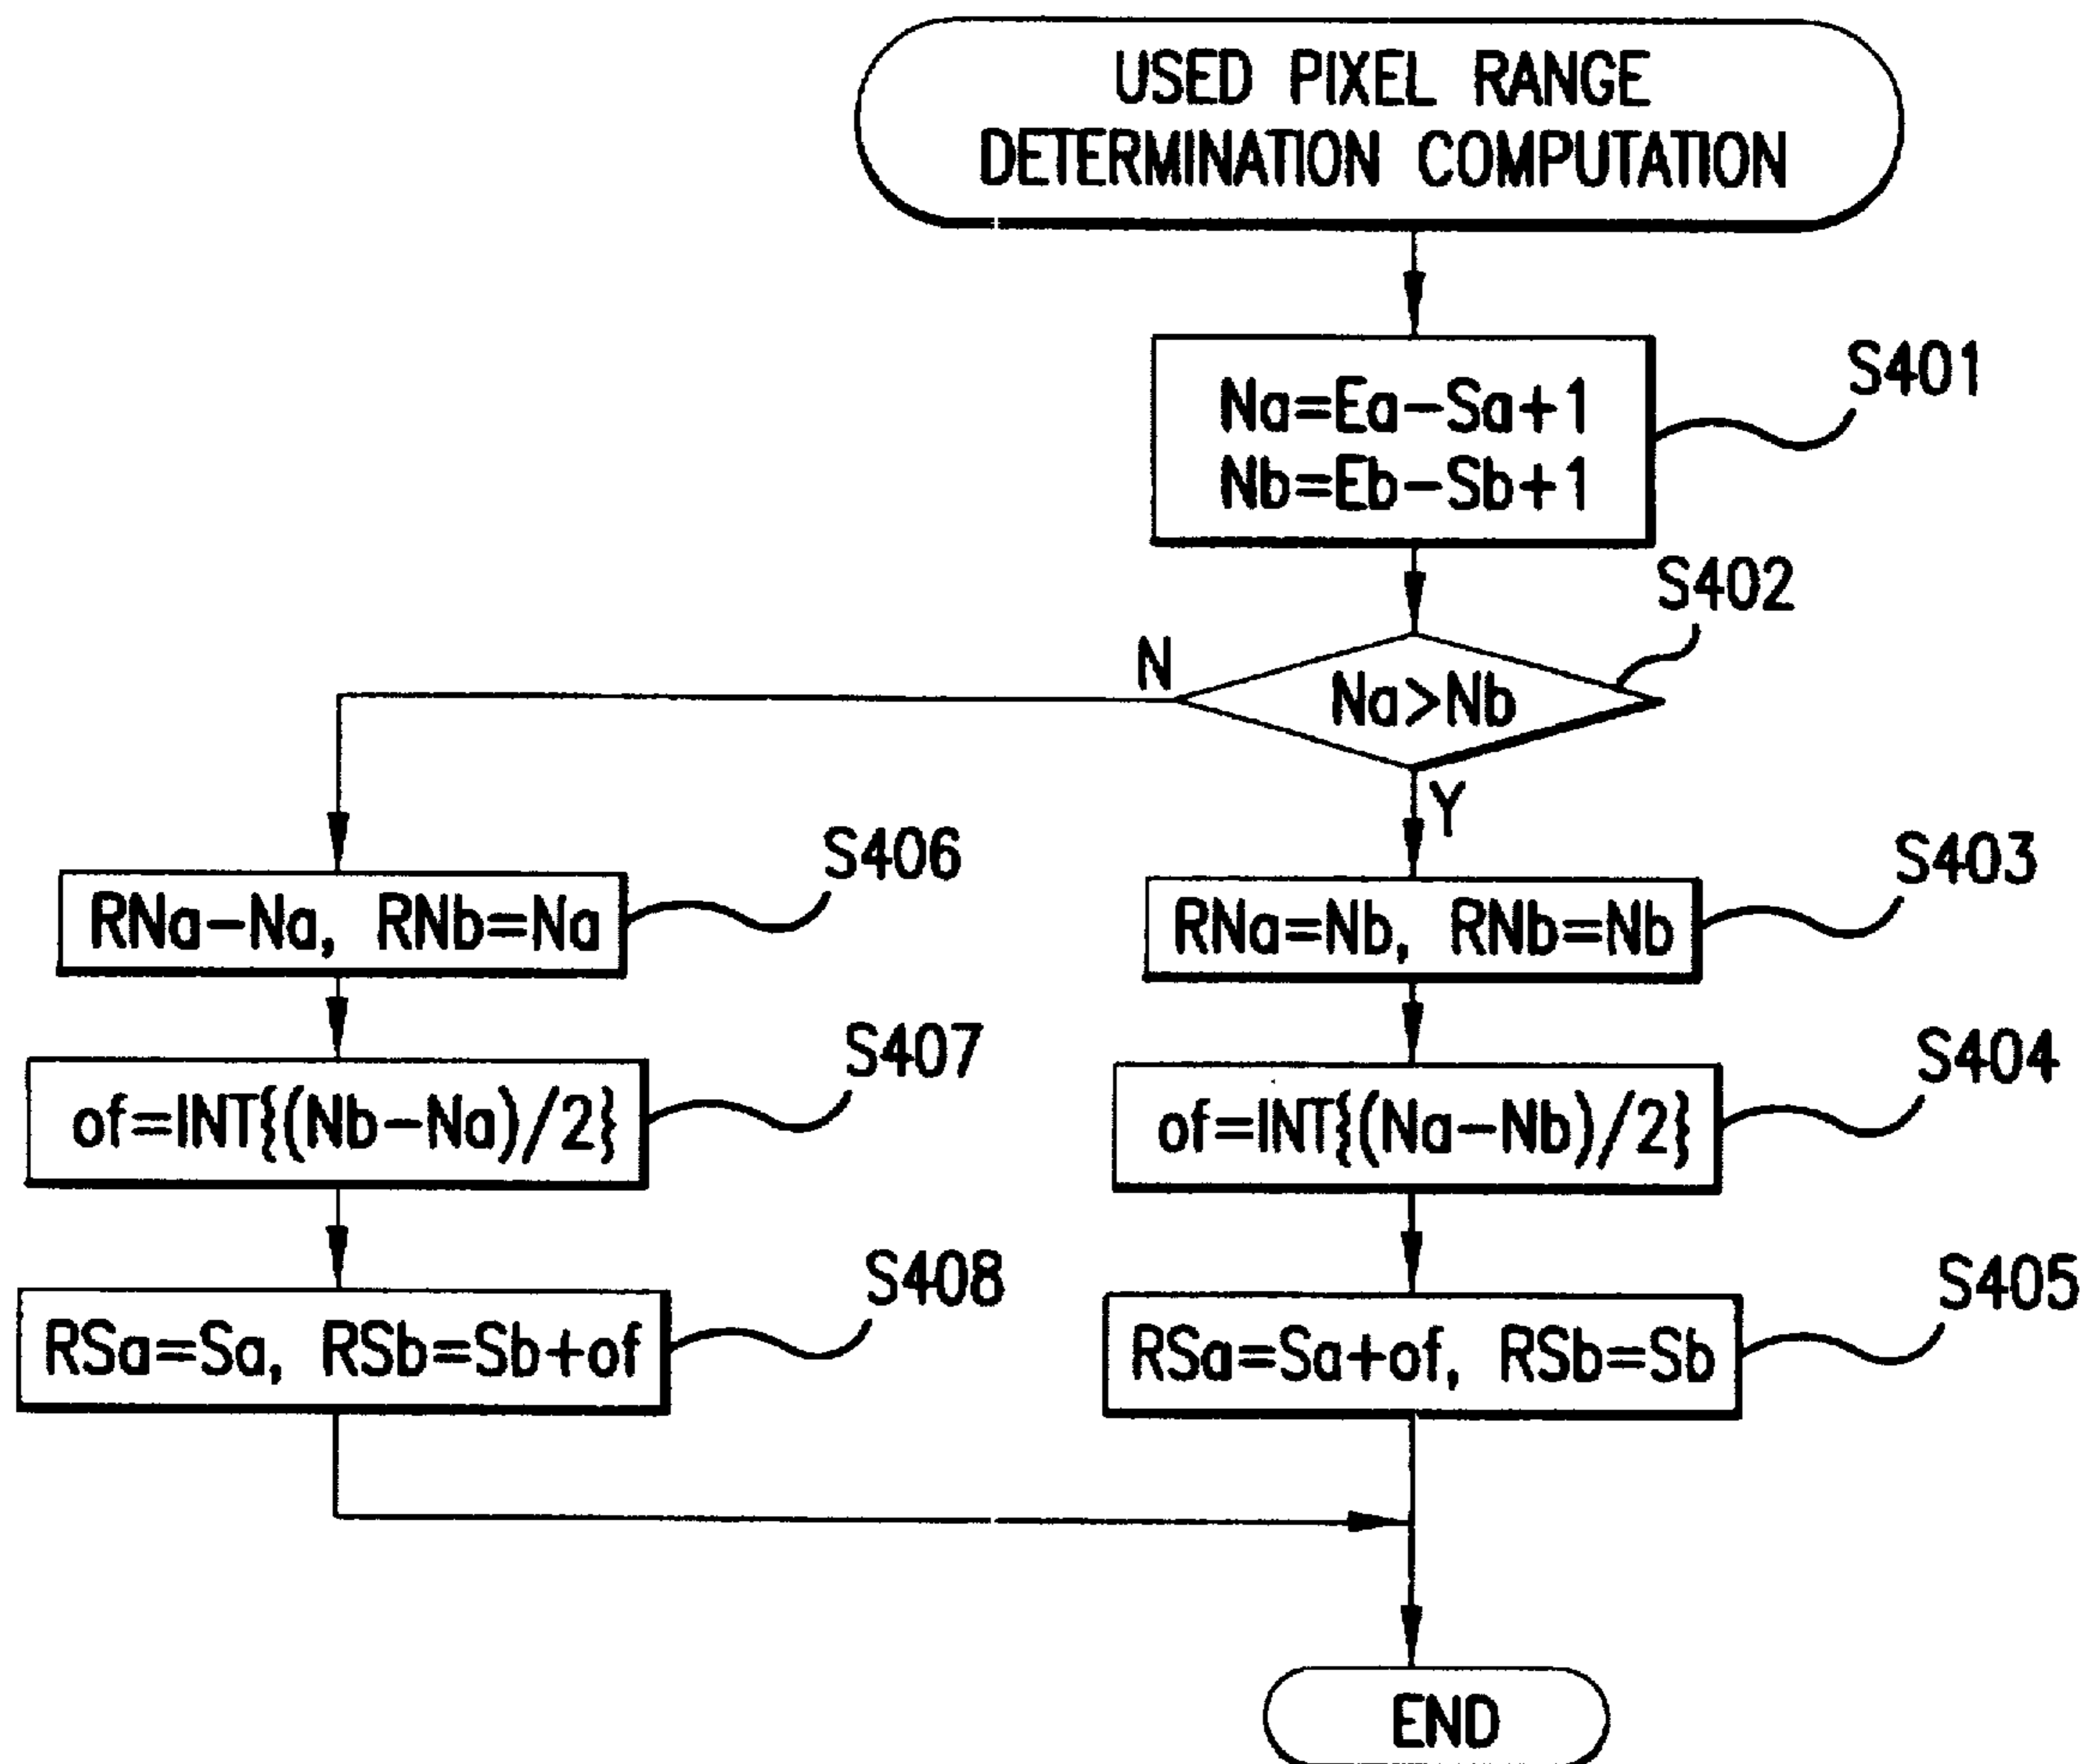 USED PIXEL RANGE
DETERMINATION COMPUTATION
Na=Ea-Sa+1
Nb=Eb-Sb+1
S401
S402
Na>Nb
N
Y
S406
RNa-Na, RNb=Na
S403
RNa=Nb, RNb=Nb
S407
of=INT{(Nb-Na)/2}
S404
of=INT{(Na-Nb)/2}
S408
RSa=Sa, RSb=Sb+of
S405
RSa=Sa+of, RSb=Sb
END